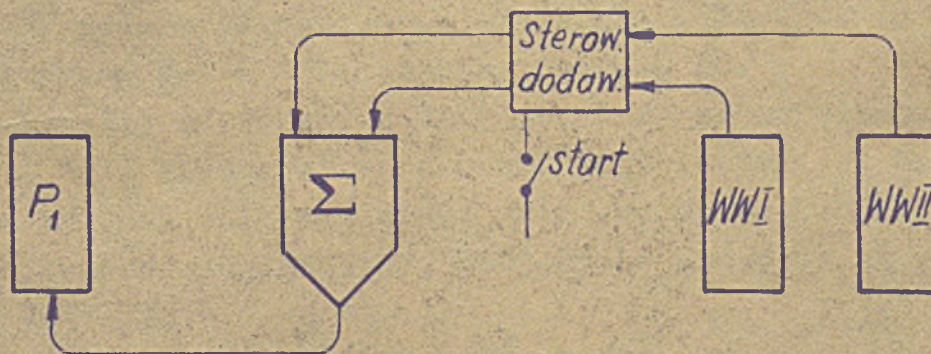 Sterow.
dodaw.
P₁
Σ
start
WWI
WWII